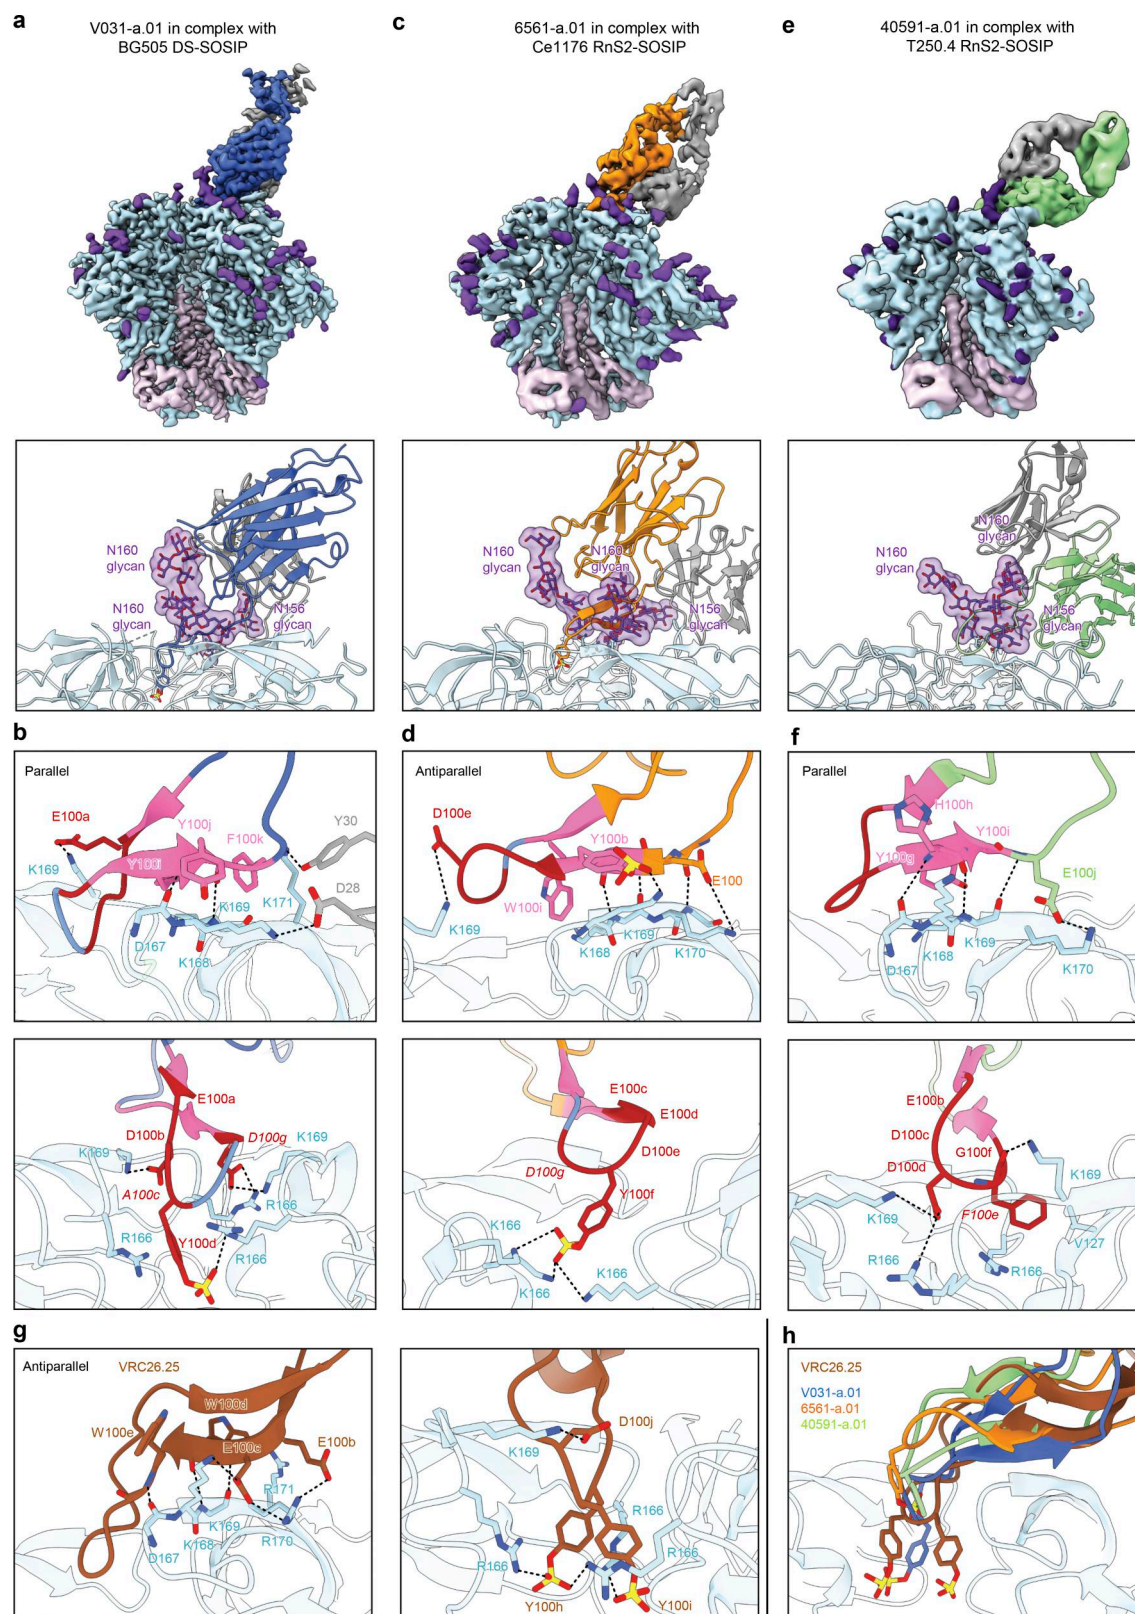 a
V031-a.01 in complex with
BG505 DS-SOSIP
c
6561-a.01 in complex with
Ce1176 RnS2-SOSIP
e
40591-a.01 in complex with
T250.4 RnS2-SOSIP
N160
glycan
N160
glycan
N156
glycan
N160
glycan
N160
glycan
N156
glycan
N160
glycan
N160
glycan
N156
glycan
b
Parallel
E100a
Y100j
F100k
Y30
K169
Y100i
D28
K169
K171
D167
K168
d
Antiparallel
D100e
Y100b
E100
W100i
K169
K168
K169
K170
f
Parallel
H100h
Y100i
Y100g
E100j
K169
K168
D167
K170
E100a
D100b
D100g
K169
K169
A100c
R166
R166
Y100d
R166
E100c
E100d
D100e
D100g
Y100f
K166
K166
K166
E100b
D100c
G100f
D100d
K169
K169
F100e
V127
R166
R166
g
Antiparallel
VRC26.25
W100d
W100e
E100c
E100b
R171
K169
K168
R170
D167
D100j
K169
R166
R166
R166
Y100h
Y100i
h
VRC26.25
V031-a.01
6561-a.01
40591-a.01